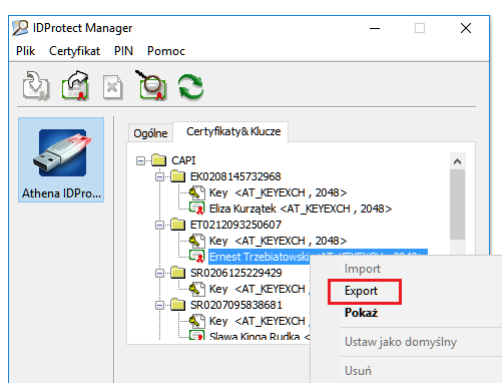 IDProtect Manager
Plik Certyfikat PIN Pomoc
Ogólne Certyfikaty& Klucze
Athena IDPro...
CAPI
EK0208145732968
Key <AT_KEYEXCH , 2048>
Eliza Kurzątek <AT_KEYEXCH , 2048>
ET0212093250607
Key <AT_KEYEXCH , 2048>
Ernest Trzebiatowski
SR0206125229429
Key <AT_KEYEXCH ,
SR0207095838681
Key <AT_KEYEXCH ,
Slawa Kinga Rudka <
Import
Export
Pokaż
Ustaw jako domyślny
Usuń